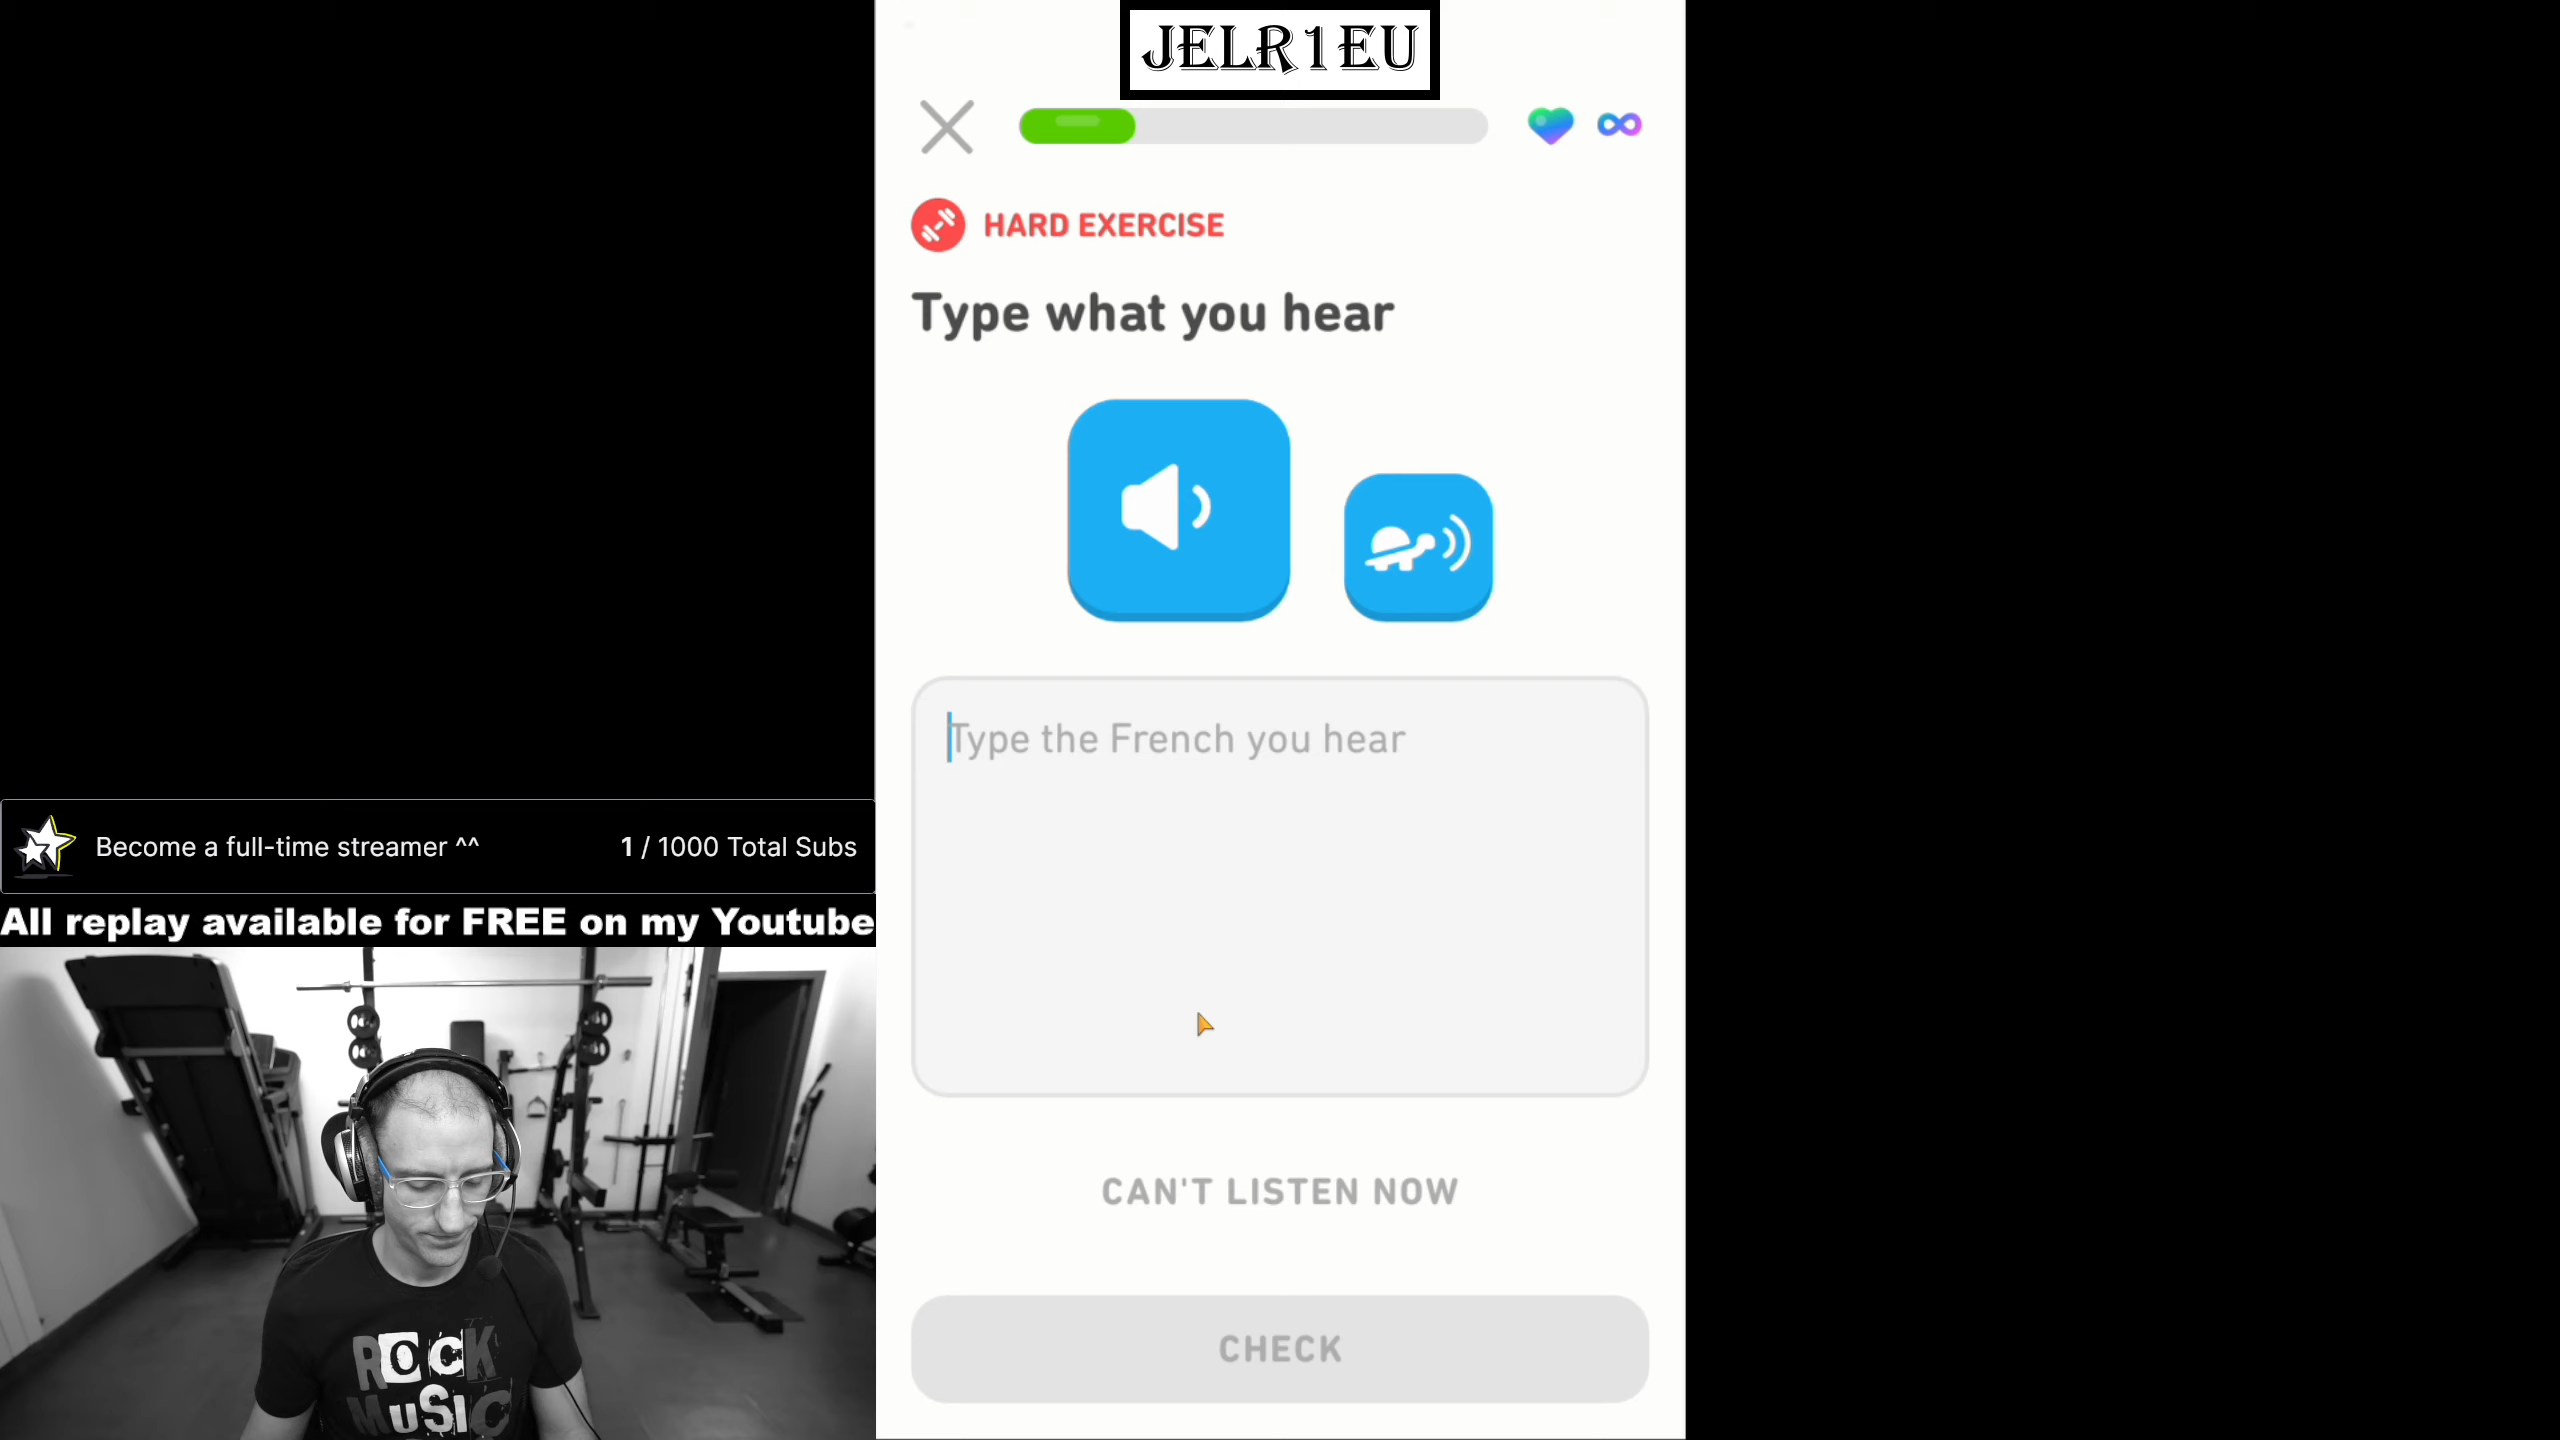 JELR1EU
HARD EXERCISE
Type what you hear
Type the French you hear
CAN'T LISTEN NOW
CHECK
Become a full-time streamer ^^ 1 / 1000 Total Subs
All replay available for FREE on my Youtube
ROCK
MUSIC